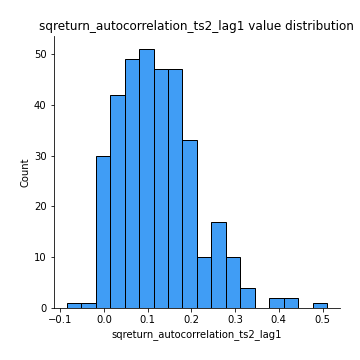 sqreturn_autocorrelation_ts2_lag1 value distribution
50
40
30
20
10
0
Count
−0.1 0.0 0.1 0.2 0.3 0.4 0.5
sqreturn_autocorrelation_ts2_lag1